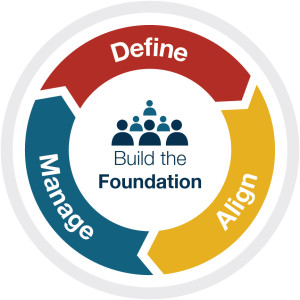 Define
Align
Manage
Build the
Foundation